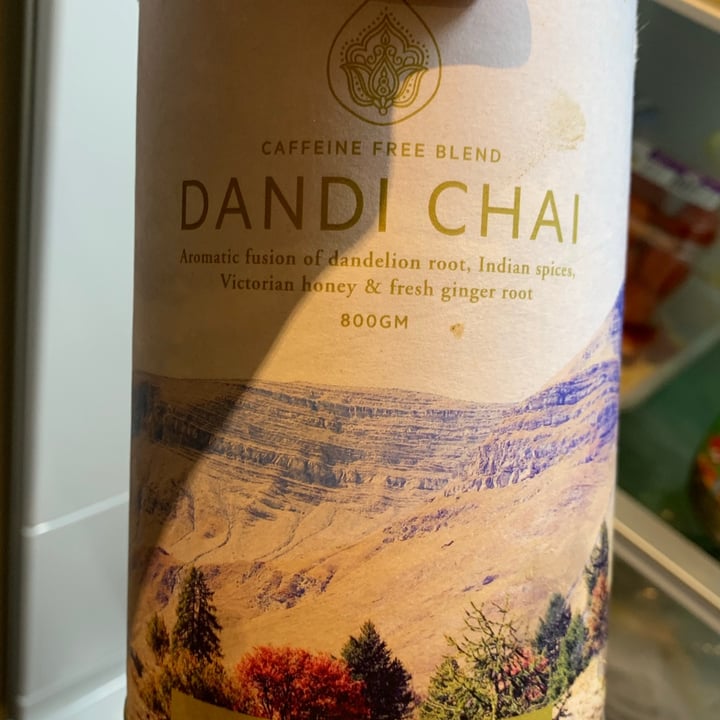 CAFFEINE FREE BLEND
DANDI CHAI
Aromatic fusion of dandelion root, Indian spices,
Victorian honey & fresh ginger root
800GM